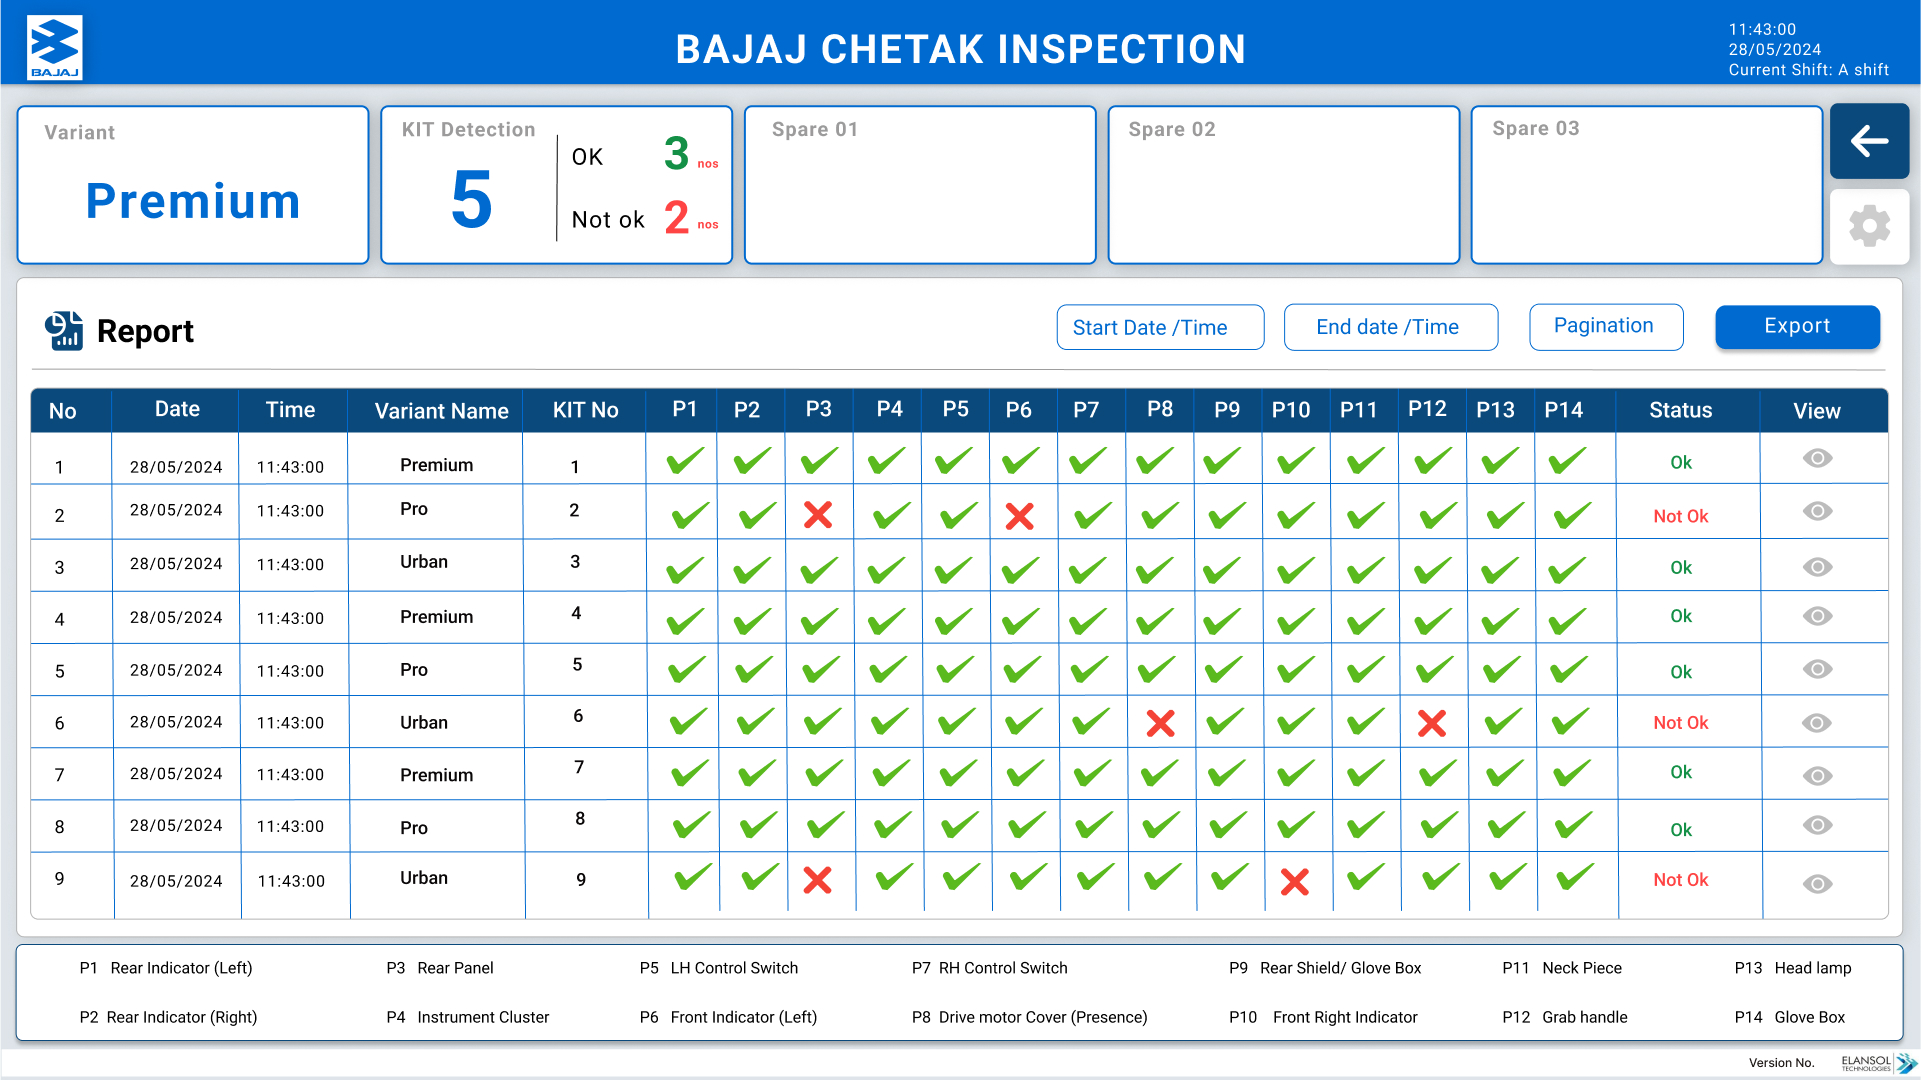 BAJAJ
BAJAJ CHETAK INSPECTION
11:43:00
28/05/2024
Current Shift: A shift
Variant
Premium
KIT Detection
5
OK 3 nos
Not ok 2 nos
Spare 01
Spare 02
Spare 03
Report
Start Date /Time
End date /Time
Pagination
Export
No Date Time Variant Name KIT No P1 P2 P3 P4 P5 P6 P7 P8 P9 P10 P11 P12 P13 P14 Status View
1 28/05/2024 11:43:00 Premium 1 Ok
2 28/05/2024 11:43:00 Pro 2 Not Ok
3 28/05/2024 11:43:00 Urban 3 Ok
4 28/05/2024 11:43:00 Premium 4 Ok
5 28/05/2024 11:43:00 Pro 5 Ok
6 28/05/2024 11:43:00 Urban 6 Not Ok
7 28/05/2024 11:43:00 Premium 7 Ok
8 28/05/2024 11:43:00 Pro 8 Ok
9 28/05/2024 11:43:00 Urban 9 Not Ok
P1 Rear Indicator (Left) P3 Rear Panel P5 LH Control Switch P7 RH Control Switch P9 Rear Shield/ Glove Box P11 Neck Piece P13 Head lamp
P2 Rear Indicator (Right) P4 Instrument Cluster P6 Front Indicator (Left) P8 Drive motor Cover (Presence) P10 Front Right Indicator P12 Grab handle P14 Glove Box
Version No.
ELANSOL
TECHNOLOGIES